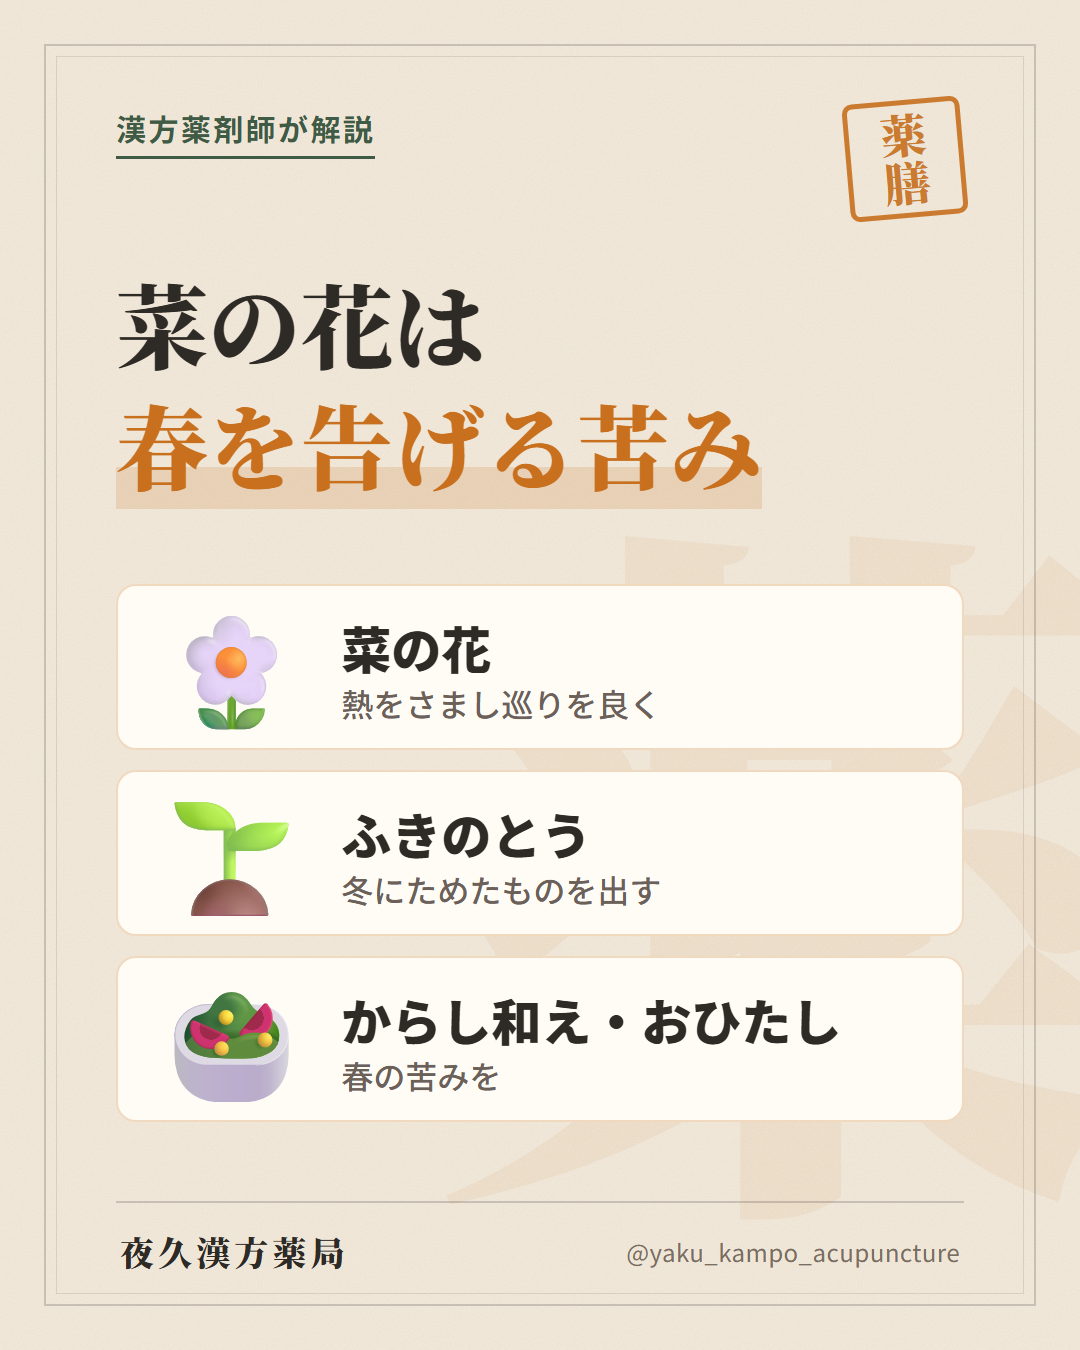 漢方薬剤師が解説
薬
膳
菜の花は
春を告げる苦み
菜の花
熱をさまし巡りを良く
ふきのとう
冬にためたものを出す
からし和え・おひたし
春の苦みを
夜久漢方薬局
@yaku_kampo_acupuncture
薬